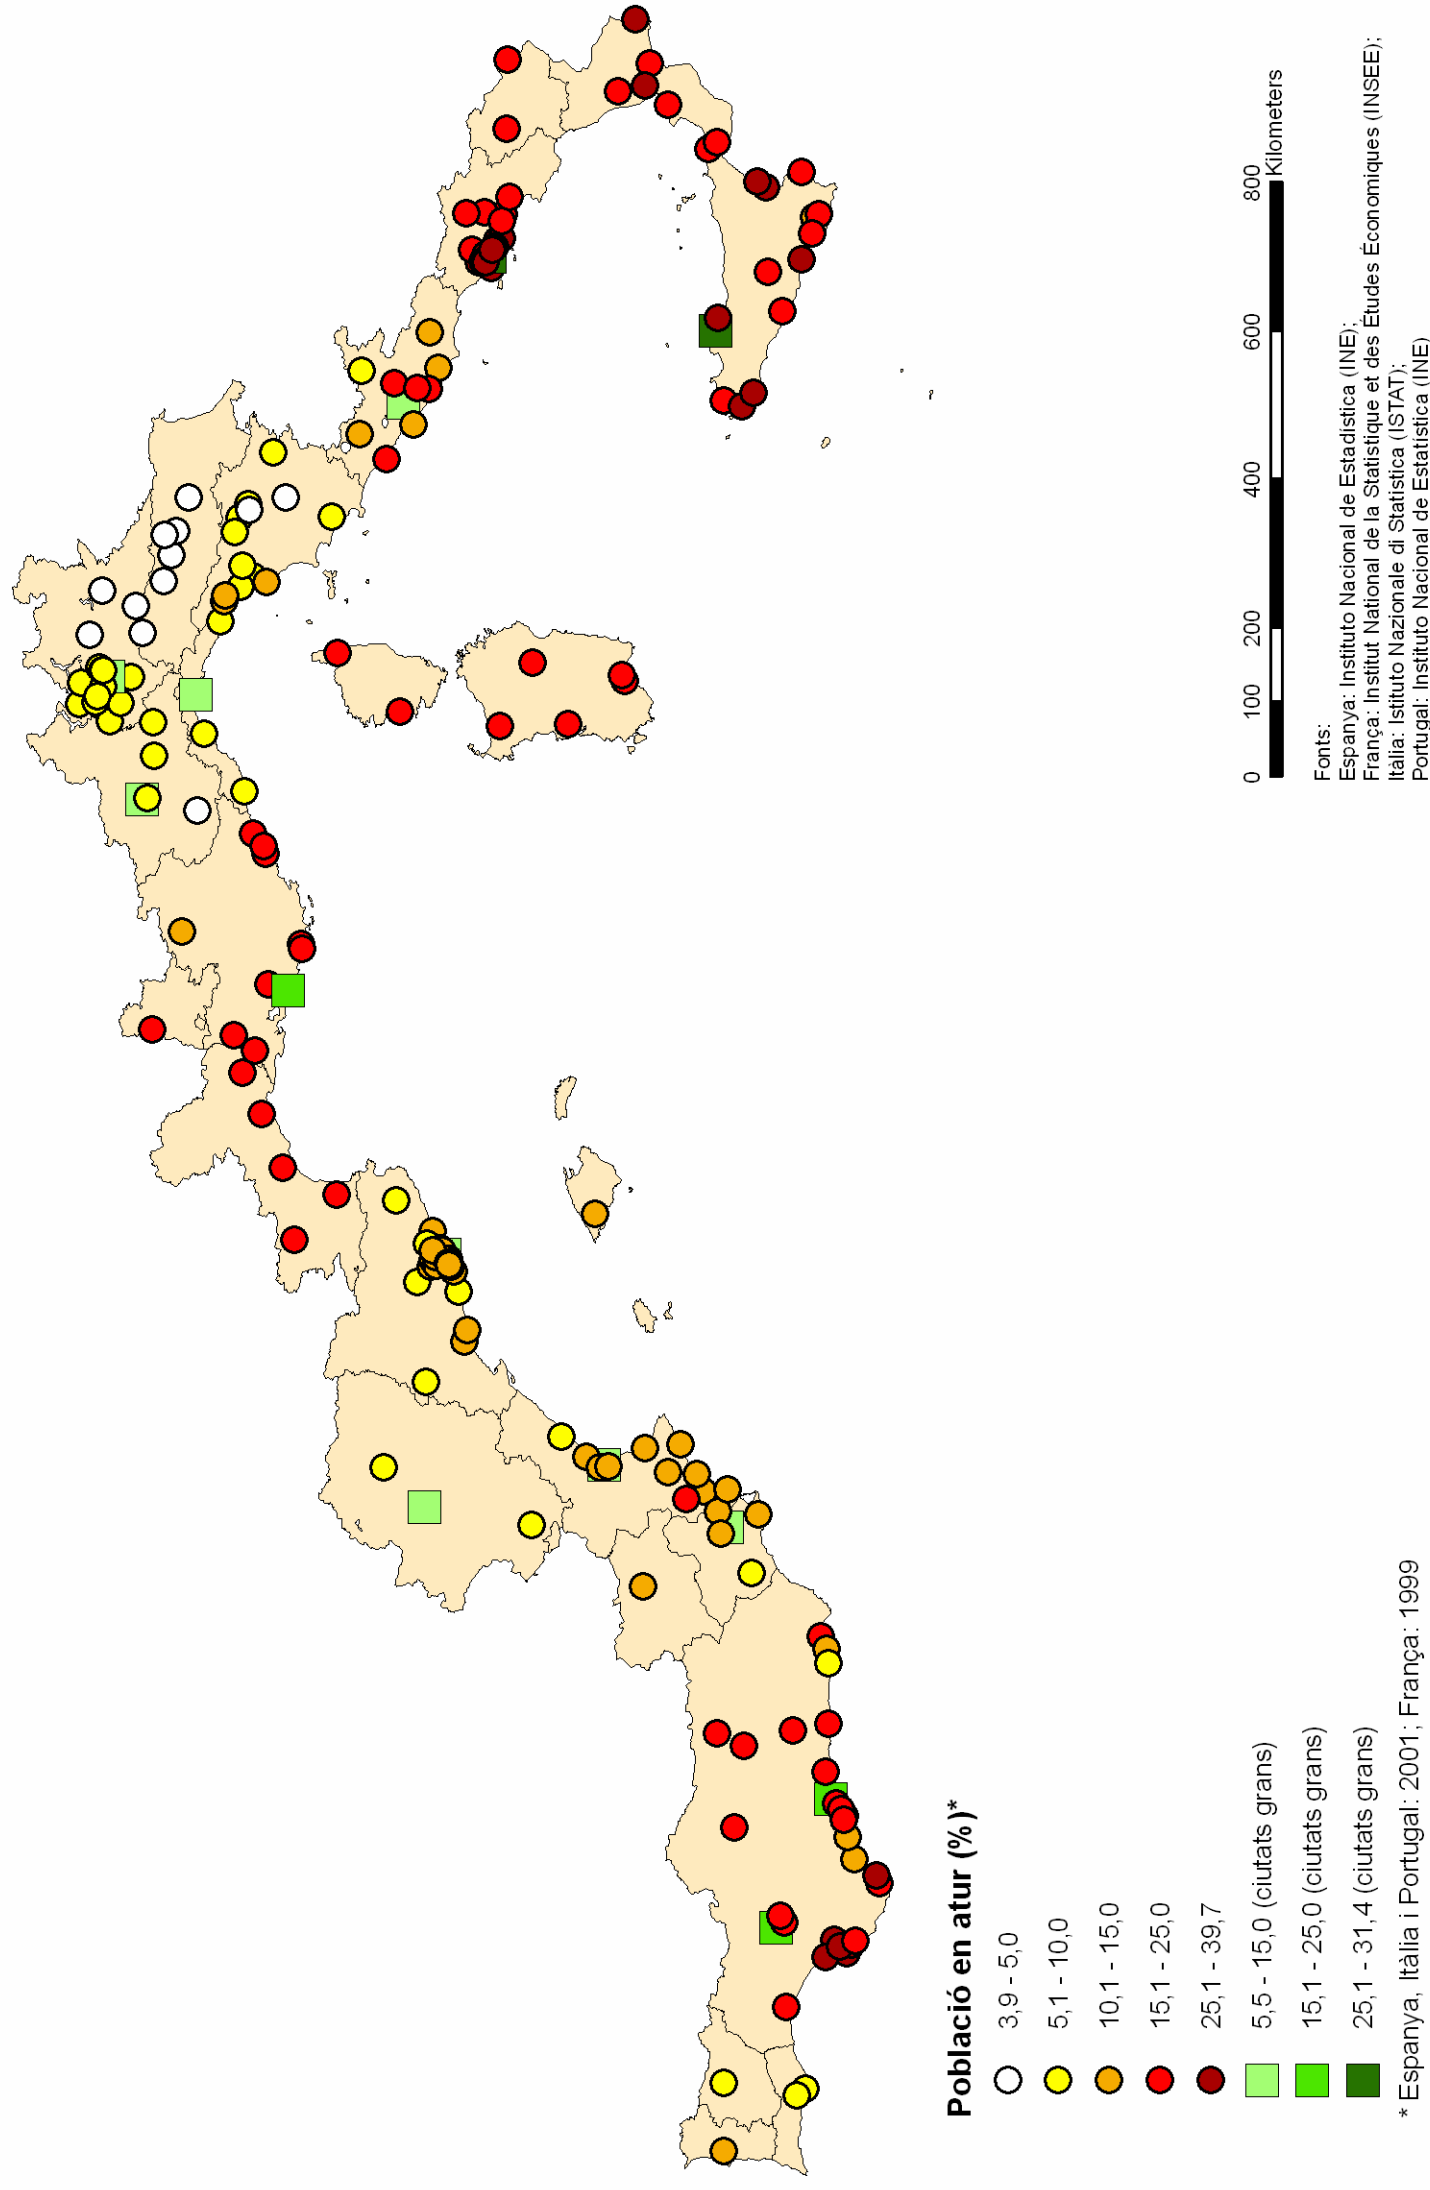 Població en atur (%)*
3,9 - 5,0
5,1 - 10,0
10,1 - 15,0
15,1 - 25,0
25,1 - 39,7
5,5 - 15,0 (ciutats grans)
15,1 - 25,0 (ciutats grans)
25,1 - 31,4 (ciutats grans)
* Espanya, Itàlia i Portugal: 2001; França: 1999
0 100 200 400 600 800
Kilometers
Fonts:
Espanya: Instituto Nacional de Estadística (INE);
França: Institut National de la Statistique et des Études Économiques (INSEE);
Itàlia: Istituto Nazionale di Statistica (ISTAT);
Portugal: Instituto Nacional de Estatistica (INE)